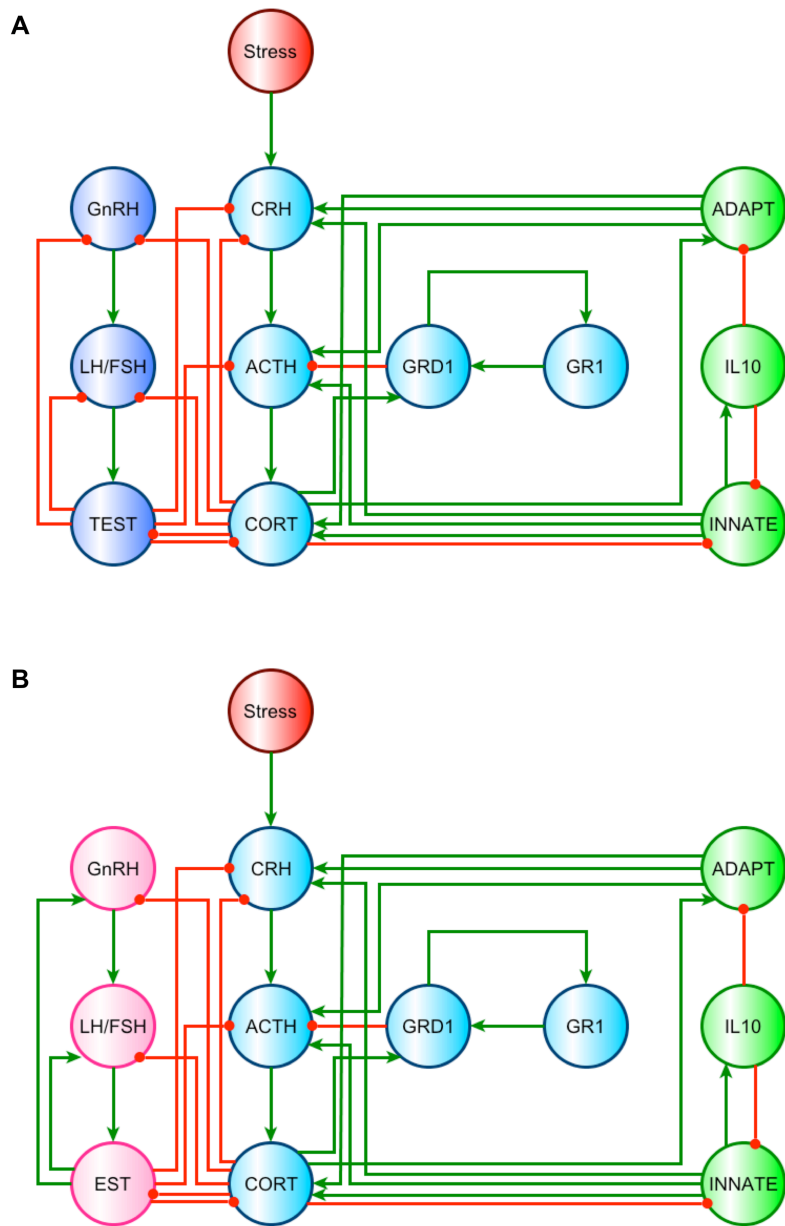 A
Stress
GnRH CRH ADAPT
LH/FSH ACTH GRD1 GR1 IL10
TEST CORT INNATE
B
Stress
GnRH CRH ADAPT
LH/FSH ACTH GRD1 GR1 IL10
EST CORT INNATE